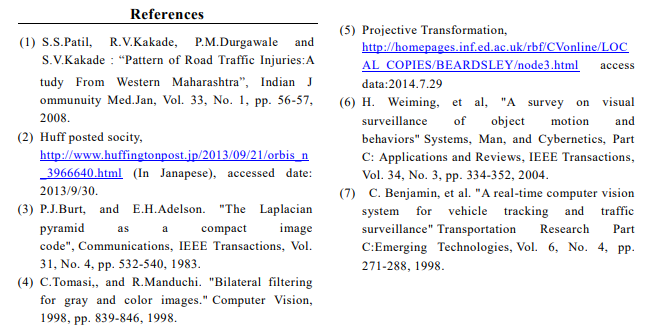 References
(1) S.S.Patil, R.V.Kakade, P.M.Durgawale and
S.V.Kakade : “Pattern of Road Traffic Injuries:A
tudy From Western Maharashtra”, Indian J
ommunuity Med.Jan, Vol. 33, No. 1, pp. 56-57,
2008.
(2) Huff posted socity,
http://www.huffingtonpost.jp/2013/09/21/orbis_n
_3966640.html (In Janapese), accessed date:
2013/9/30.
(3) P.J.Burt, and E.H.Adelson. "The Laplacian
pyramid as a compact image
code", Communications, IEEE Transactions, Vol.
31, No. 4, pp. 532-540, 1983.
(4) C.Tomasi,, and R.Manduchi. "Bilateral filtering
for gray and color images." Computer Vision,
1998, pp. 839-846, 1998.
(5) Projective Transformation,
http://homepages.inf.ed.ac.uk/rbf/CVonline/LOC
AL_COPIES/BEARDSLEY/node3.html access
data:2014.7.29
(6) H. Weiming, et al, "A survey on visual
surveillance of object motion and
behaviors" Systems, Man, and Cybernetics, Part
C: Applications and Reviews, IEEE Transactions,
Vol. 34, No. 3, pp. 334-352, 2004.
(7) C. Benjamin, et al. "A real-time computer vision
system for vehicle tracking and traffic
surveillance" Transportation Research Part
C:Emerging Technologies, Vol. 6, No. 4, pp.
271-288, 1998.